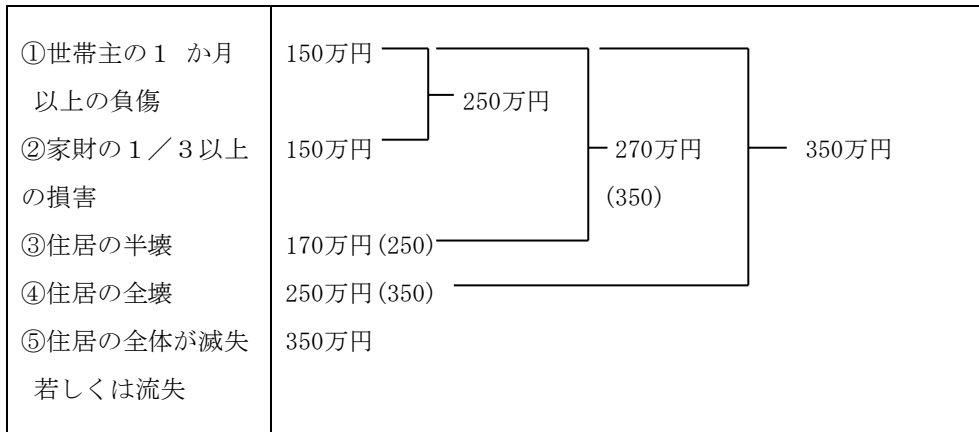 ①世帯主の1 か月 150万円
以上の負傷 250万円
②家財の1/3以上 150万円 270万円 350万円
の損害 (350)
③住居の半壊 170万円(250)
④住居の全壊 250万円(350)
⑤住居の全体が滅失 350万円
若しくは流失